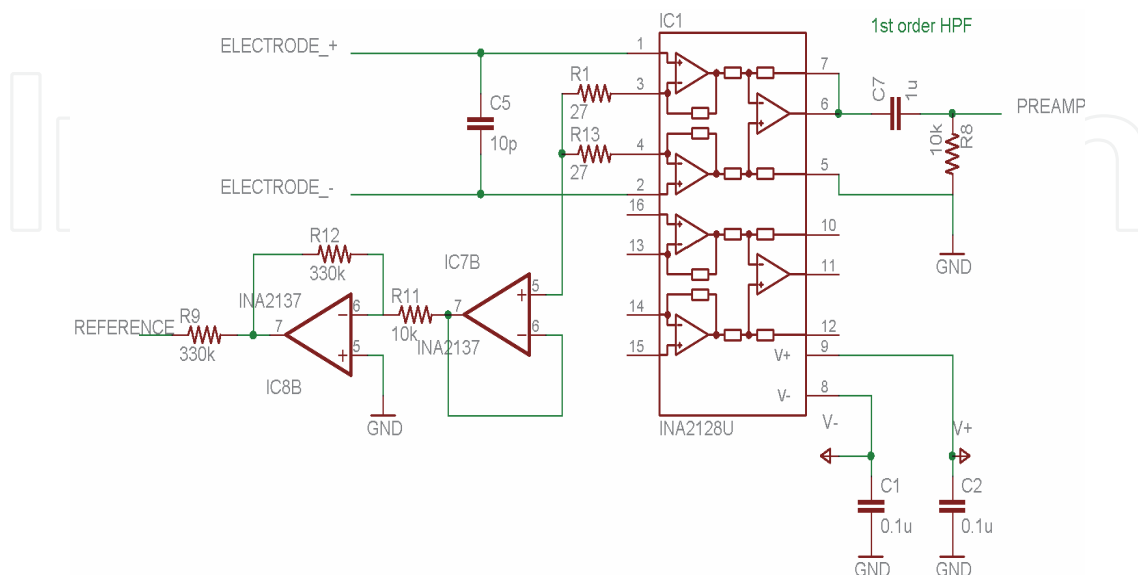 IC1
1st order HPF
ELECTRODE_+
1
7
R1
3
27
C7
1u
6
PREAMP
C5
10p
R13
4
27
10k
R8
5
ELECTRODE_-
2
16
10
GND
13
11
R12
330k
IC7B
5
7
6
14
12
INA2137
R11
10k
INA2137
REFERENCE
R9
330k
7
6
5
IC8B
GND
15
V+
9
V-
8
INA2128U
V-
V+
C1
0.1u
C2
0.1u
GND
GND